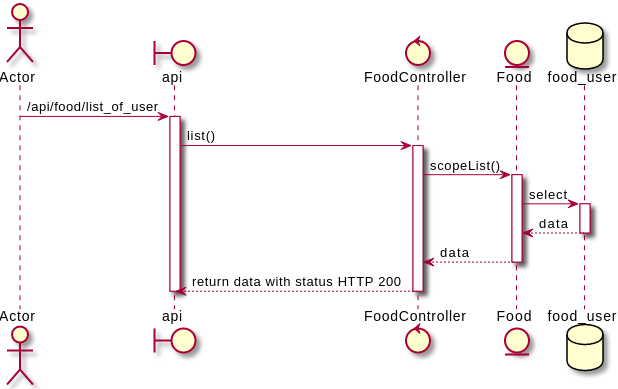 Actor
api
FoodController
Food
food_user
/api/food/list_of_user
list()
scopeList()
select
data
data
return data with status HTTP 200
Actor
api
FoodController
Food
food_user